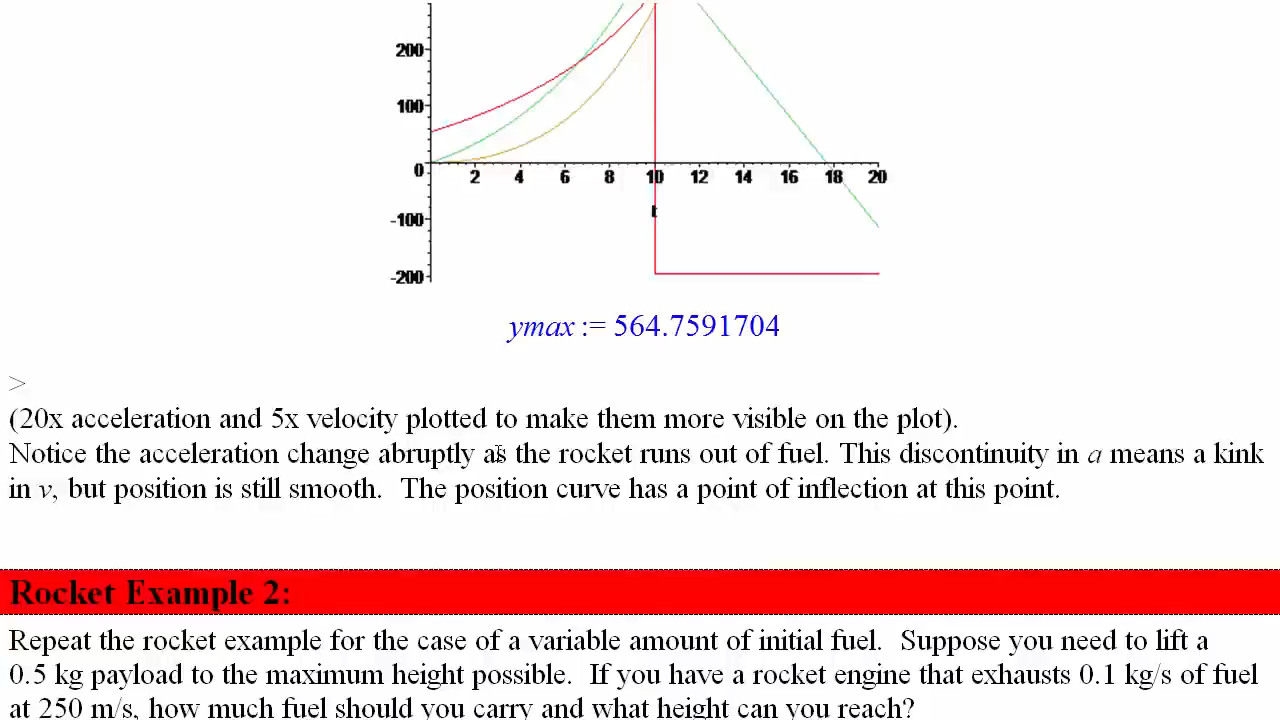 200
100
0
2 4 6 8 10 12 14 16 18 20
t
-100
-200
ymax := 564.7591704
>
(20x acceleration and 5x velocity plotted to make them more visible on the plot).
Notice the acceleration change abruptly as the rocket runs out of fuel. This discontinuity in a means a kink
in v, but position is still smooth. The position curve has a point of inflection at this point.
Rocket Example 2:
Repeat the rocket example for the case of a variable amount of initial fuel. Suppose you need to lift a
0.5 kg payload to the maximum height possible. If you have a rocket engine that exhausts 0.1 kg/s of fuel
at 250 m/s, how much fuel should you carry and what height can you reach?